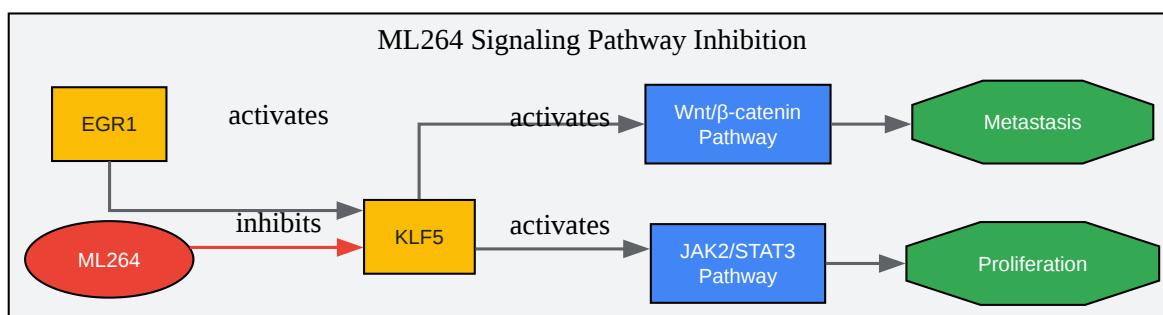 ML264 Signaling Pathway Inhibition
EGR1
activates
activates
Wnt/β-catenin
Pathway
Metastasis
ML264
inhibits
KLF5
activates
JAK2/STAT3
Pathway
Proliferation